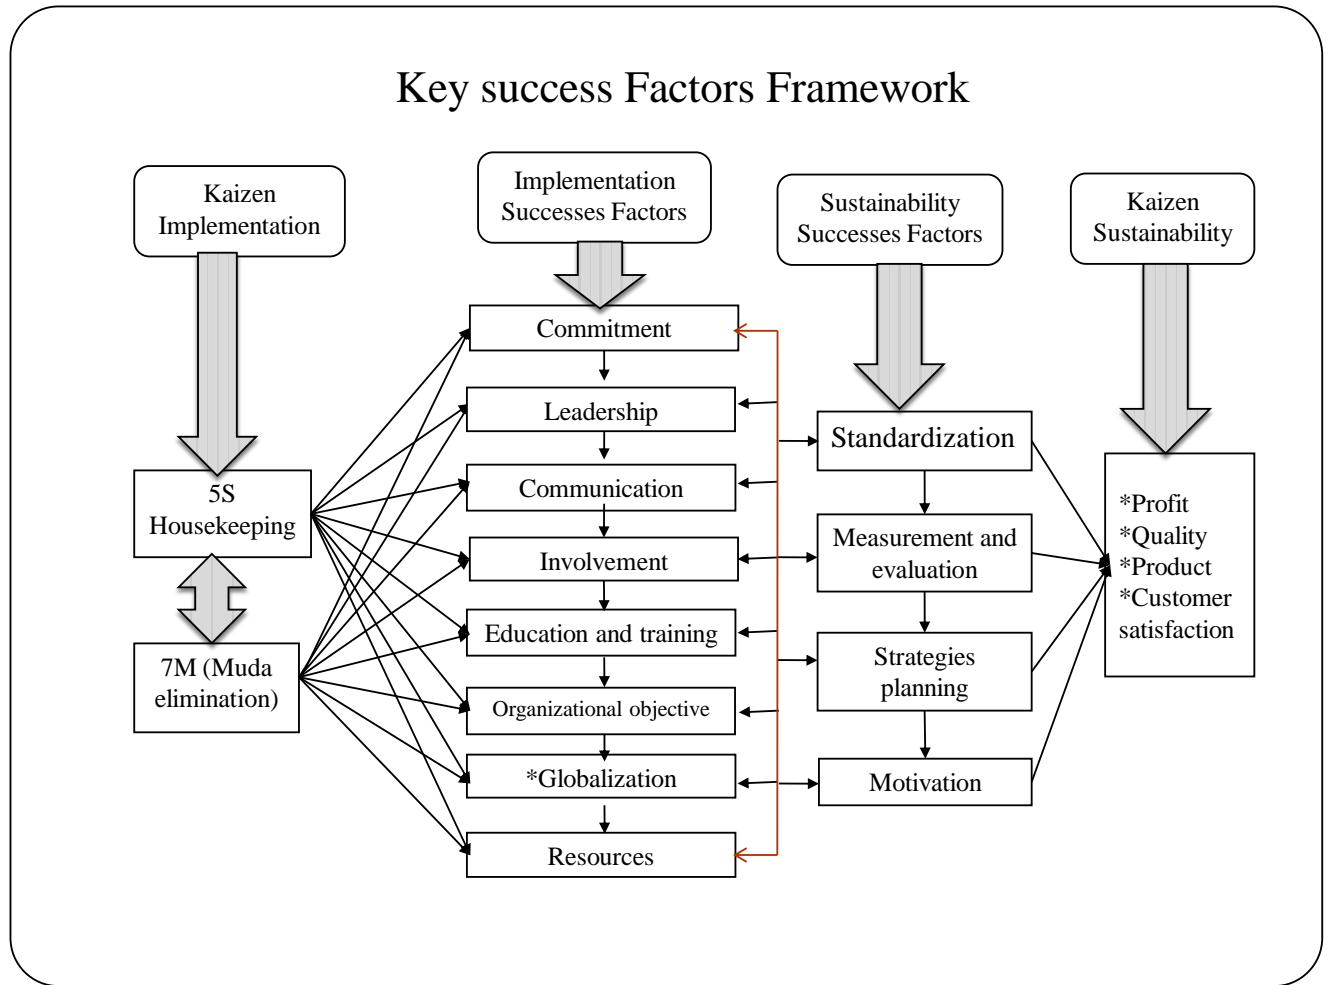 Key success Factors Framework
Kaizen
Implementation
Implementation
Successes Factors
Sustainability
Successes Factors
Kaizen
Sustainability
5S
Housekeeping
7M (Muda
elimination)
Commitment
Leadership
Communication
Involvement
Education and training
Organizational objective
*Globalization
Resources
Standardization
Measurement and
evaluation
Strategies
planning
Motivation
*Profit
*Quality
*Product
*Customer
satisfaction